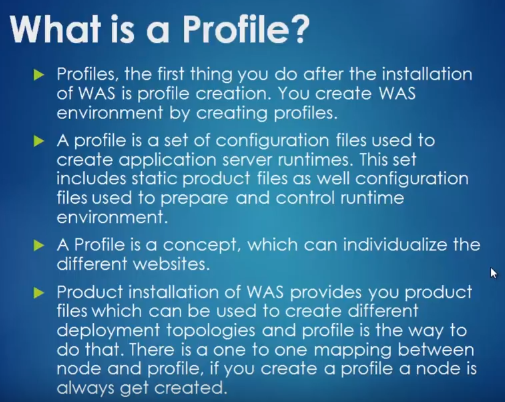 What is a Profile?
Profiles, the first thing you do after the installation
of WAS is profile creation. You create WAS
environment by creating profiles.
A profile is a set of configuration files used to
create application server runtimes. This set
includes static product files as well configuration
files used to prepare and control runtime
environment.
A Profile is a concept, which can individualize the
different websites.
Product installation of WAS provides you product
files which can be used to create different
deployment topologies and profile is the way to
do that. There is a one to one mapping between
node and profile, if you create a profile a node is
always get created.